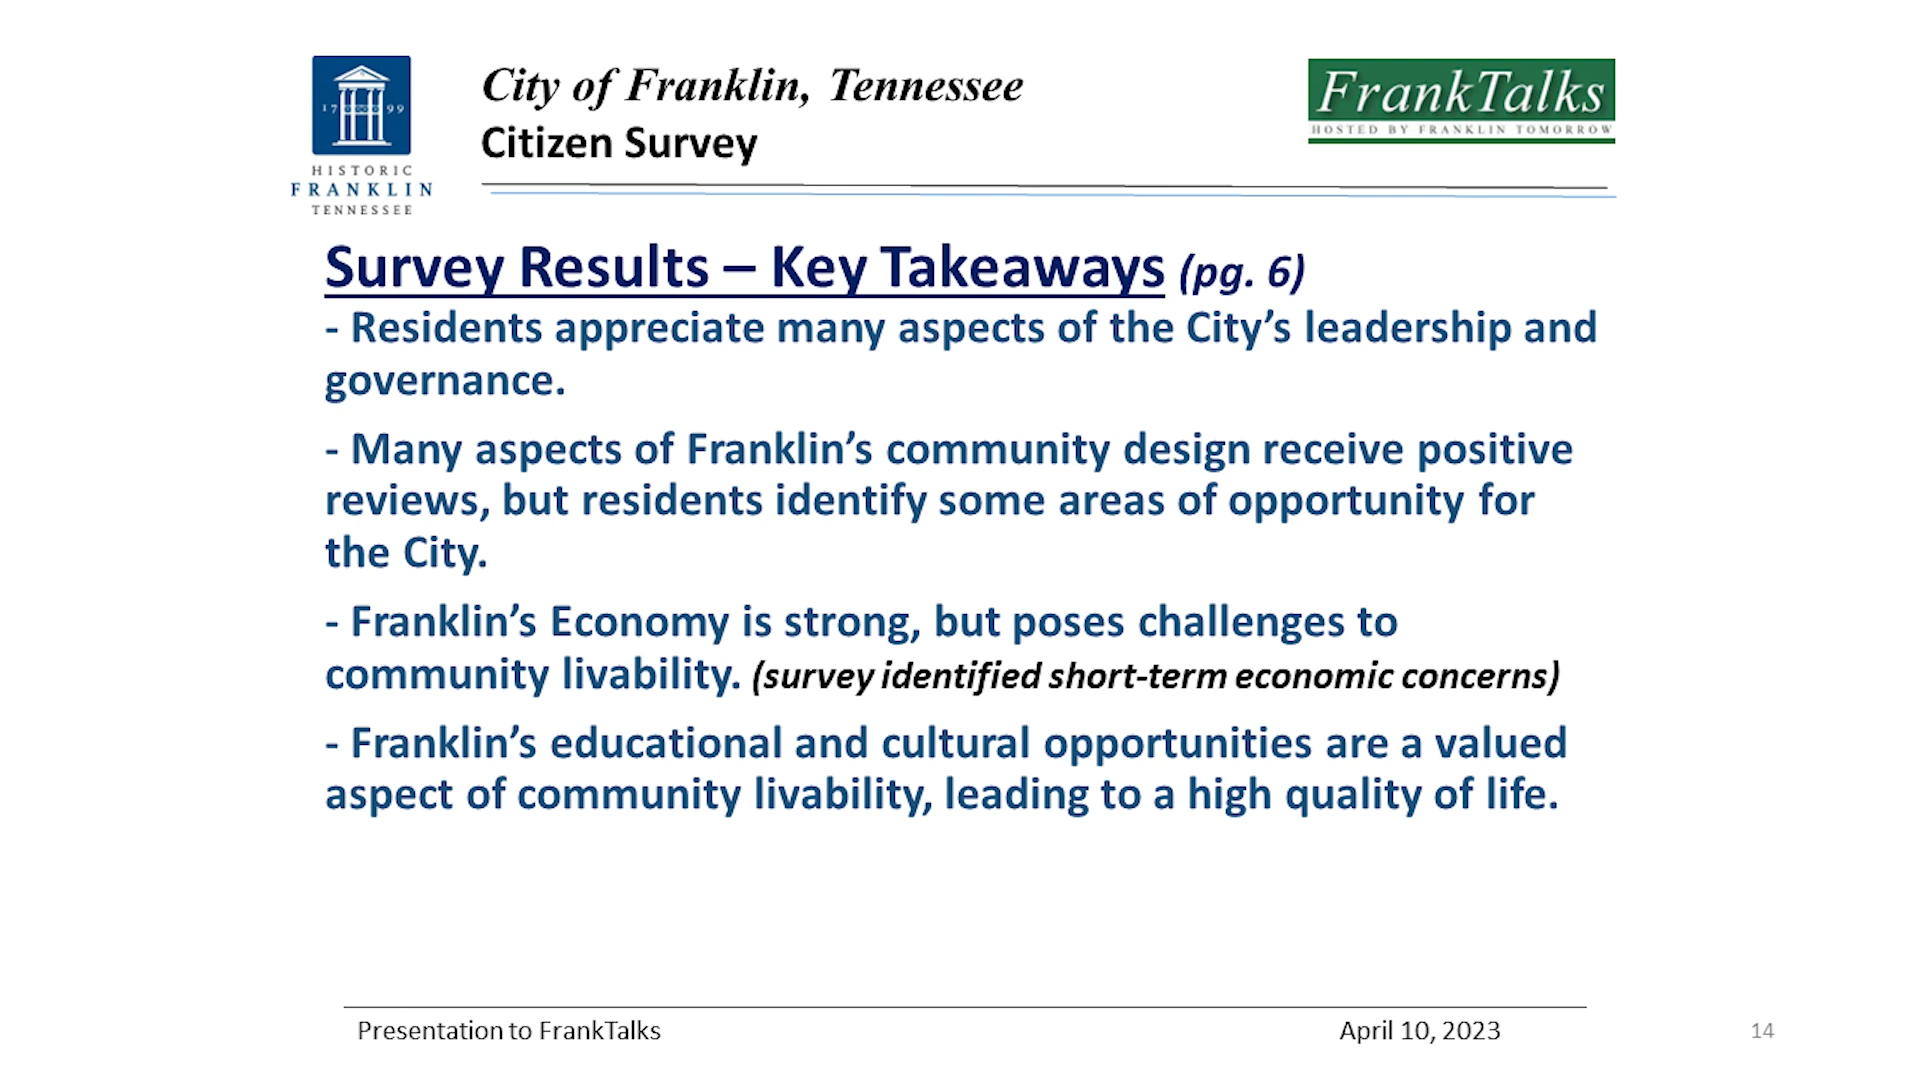 City of Franklin, Tennessee
Citizen Survey
FrankTalks
HOSTED BY FRANKLIN TOMORROW
17 99
HISTORIC
FRANKLIN
TENNESSEE
Survey Results – Key Takeaways (pg. 6)
- Residents appreciate many aspects of the City’s leadership and
governance.
- Many aspects of Franklin’s community design receive positive
reviews, but residents identify some areas of opportunity for
the City.
- Franklin’s Economy is strong, but poses challenges to
community livability. (survey identified short-term economic concerns)
- Franklin’s educational and cultural opportunities are a valued
aspect of community livability, leading to a high quality of life.
Presentation to FrankTalks
April 10, 2023
14